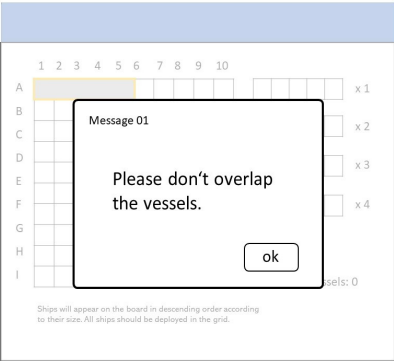 1 2 3 4 5 6 7 8 9 10
A x 1
B
Message 01
x 2
C
D
x 3
E
Please don't overlap
F
the vessels.
x 4
G
H
ok
I
ssels: 0
Ships will appear on the board in descending order according
to their size. All ships should be deployed in the grid.